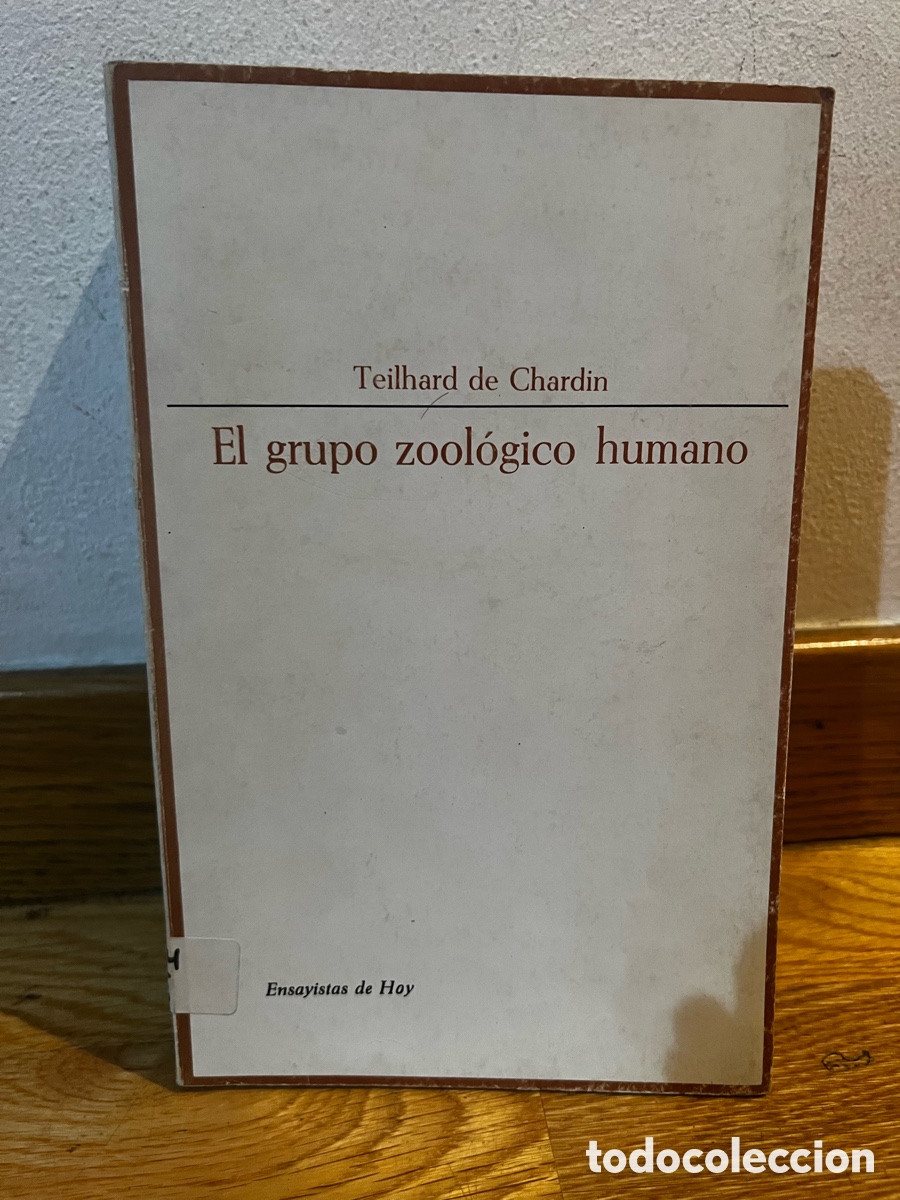 Teilhard de Chardin
El grupo zoológico humano
Ensayistas de Hoy
todocoleccion